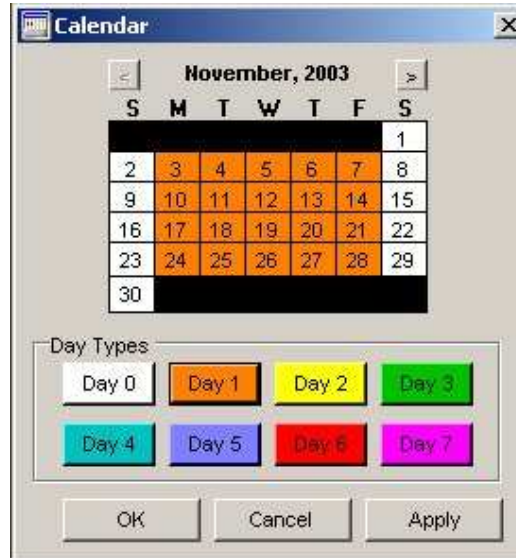 Calendar
< November, 2003 >
S M T W T F S
1
2 3 4 5 6 7 8
9 10 11 12 13 14 15
16 17 18 19 20 21 22
23 24 25 26 27 28 29
30
Day Types
Day 0 Day 1 Day 2 Day 3
Day 4 Day 5 Day 6 Day 7
OK Cancel Apply